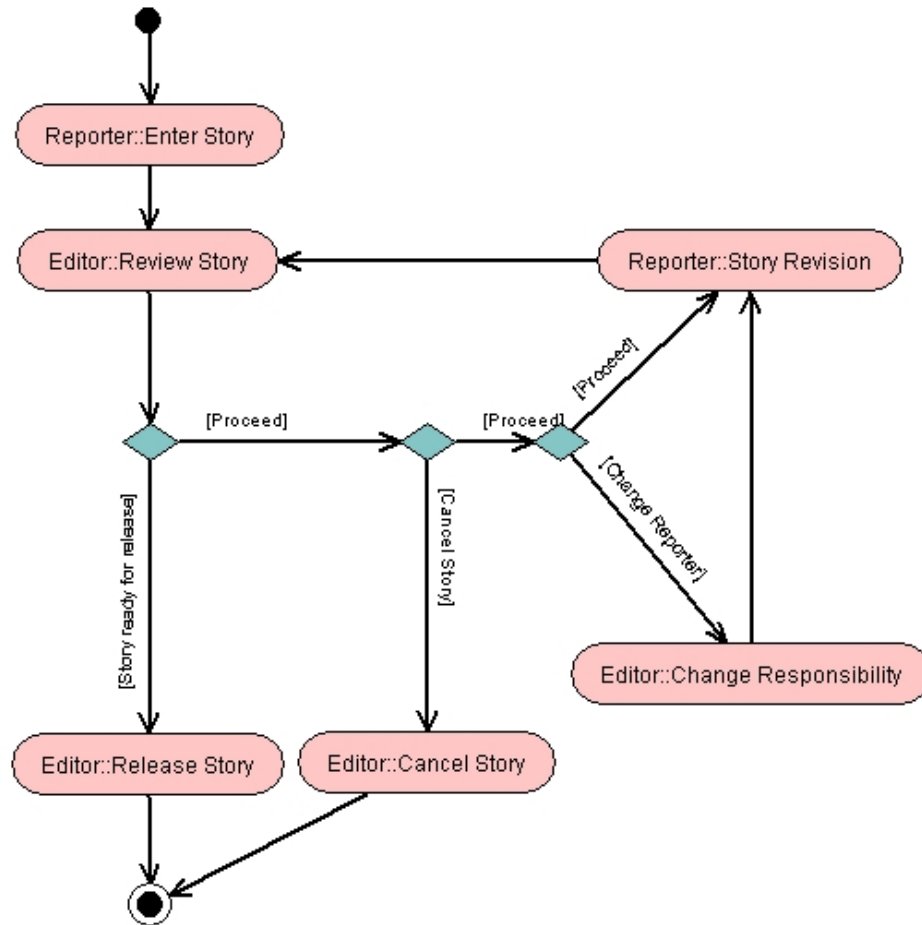 Reporter::Enter Story
Editor::Review Story
Reporter::Story Revision
[Proceed]
[Proceed]
[Proceed]
[Change Reporter]
[Story ready for release]
[Cancel Story]
Editor::Change Responsibility
Editor::Release Story
Editor::Cancel Story